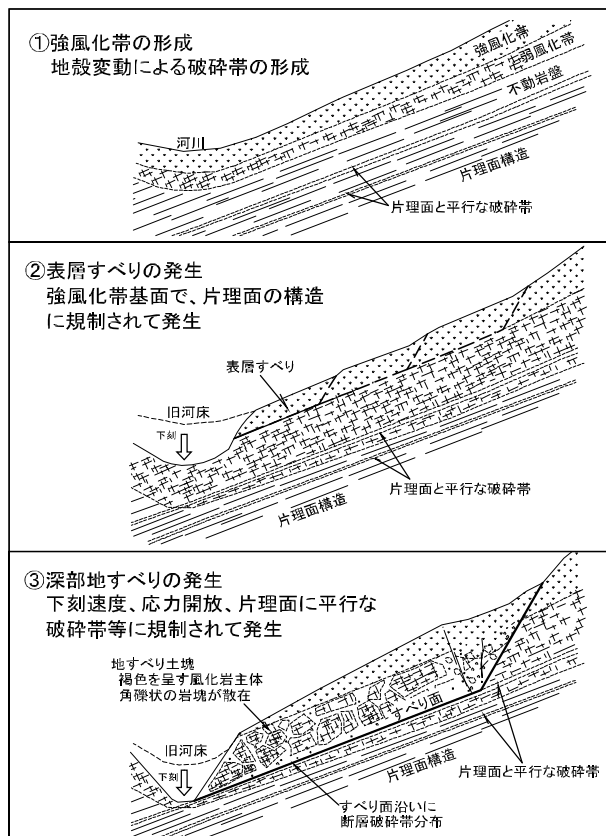 ①強風化帯の形成
地殻変動による破砕帯の形成
強風化帯
弱風化帯
不動岩盤
河川
片理面構造
片理面と平行な破砕帯
②表層すべりの発生
強風化帯基面で、片理面の構造
に規制されて発生
表層すべり
旧河床
下刻
片理面と平行な破砕帯
片理面構造
③深部地すべりの発生
下刻速度、応力開放、片理面に平行な
破砕帯等に規制されて発生
地すべり土塊
褐色を呈す風化岩主体
角礫状の岩塊が散在
すべり面
旧河床
下刻
片理面構造
片理面と平行な破砕帯
すべり面沿いに
断層破砕帯分布